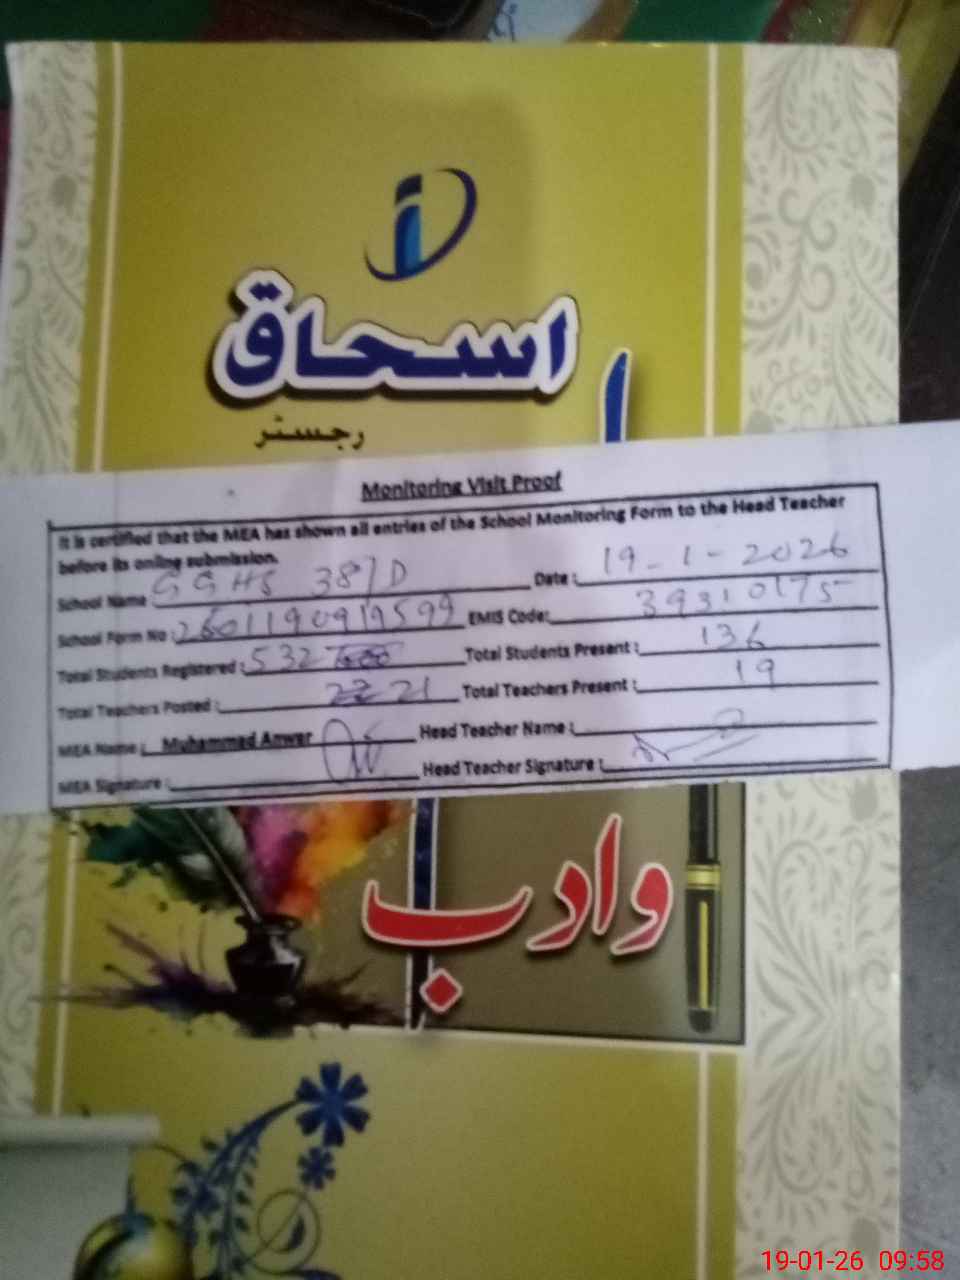 اسحاق
رجسٹر
Monitoring Visit Proof
It is certified that the MEA has shown all entries of the School Monitoring Form to the Head Teacher
before its online submission.
School Name : GGHS 38/D Date : 19-1-2026
School Form No : 2601190919599 EMIS Code: 39310175
Total Students Registered : 532 Total Students Present : 136
Total Teachers Posted : 21 Total Teachers Present : 19
MEA Name : Muhammad Anwar Head Teacher Name :
MEA Signature : Head Teacher Signature :
وادب
19-01-26 09:58